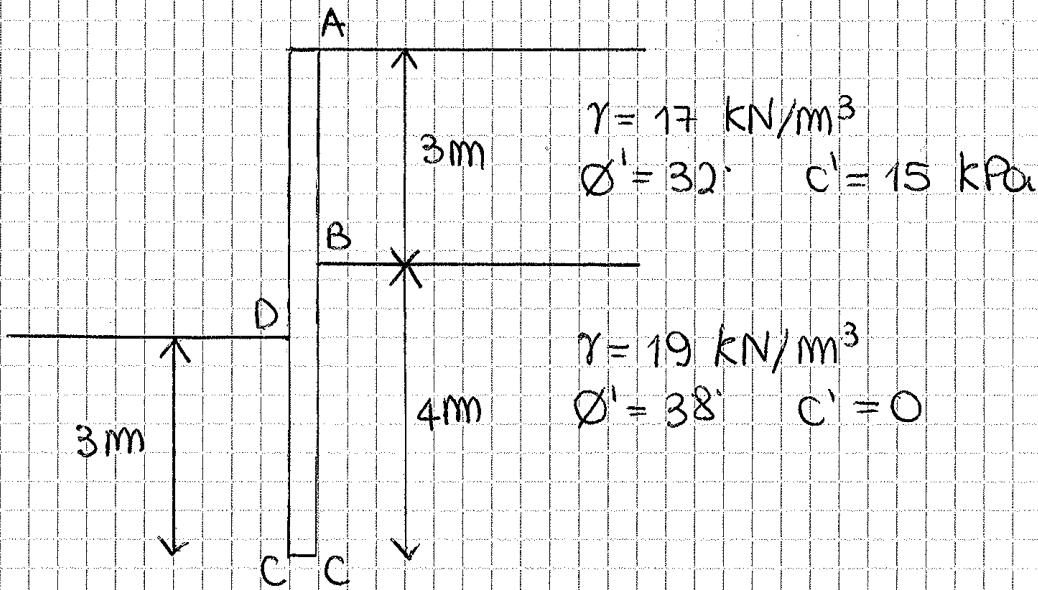 A
γ = 17 kN/m³
3m
Ø' = 32° c' = 15 kPa
B
D
γ = 19 kN/m³
4m
Ø' = 38° c' = 0
3m
C C